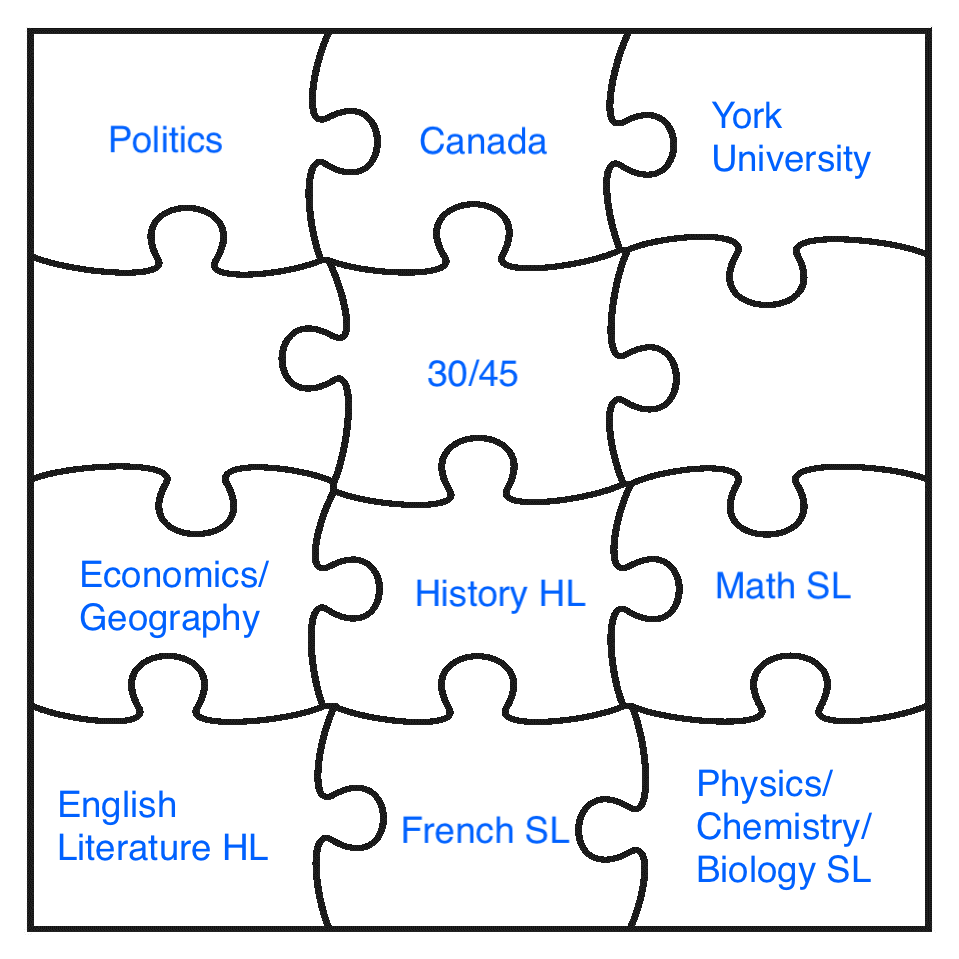 Politics
Canada
York
University
30/45
Economics/
Geography
History HL
Math SL
English
Literature HL
French SL
Physics/
Chemistry/
Biology SL